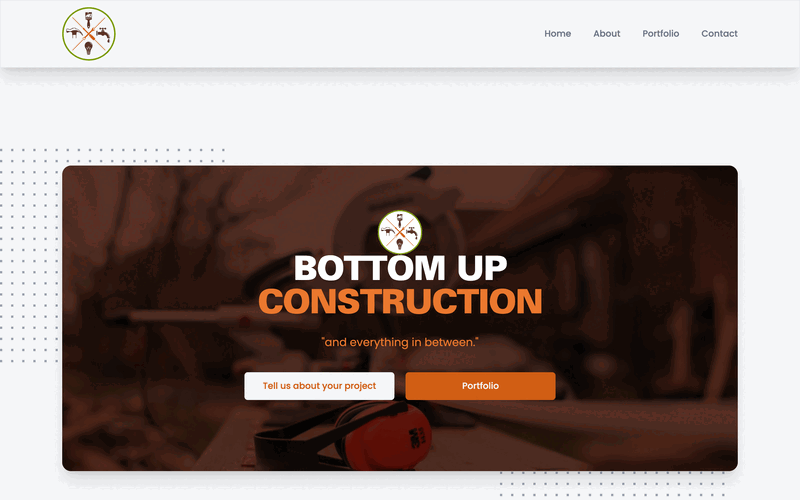 Home
About
Portfolio
Contact
BOTTOM UP
CONSTRUCTION
"and everything in between."
Tell us about your project
Portfolio